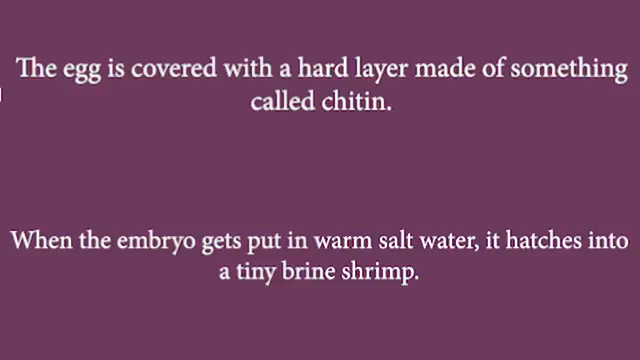 The egg is covered with a hard layer made of something
called chitin.
When the embryo gets put in warm salt water, it hatches into
a tiny brine shrimp.